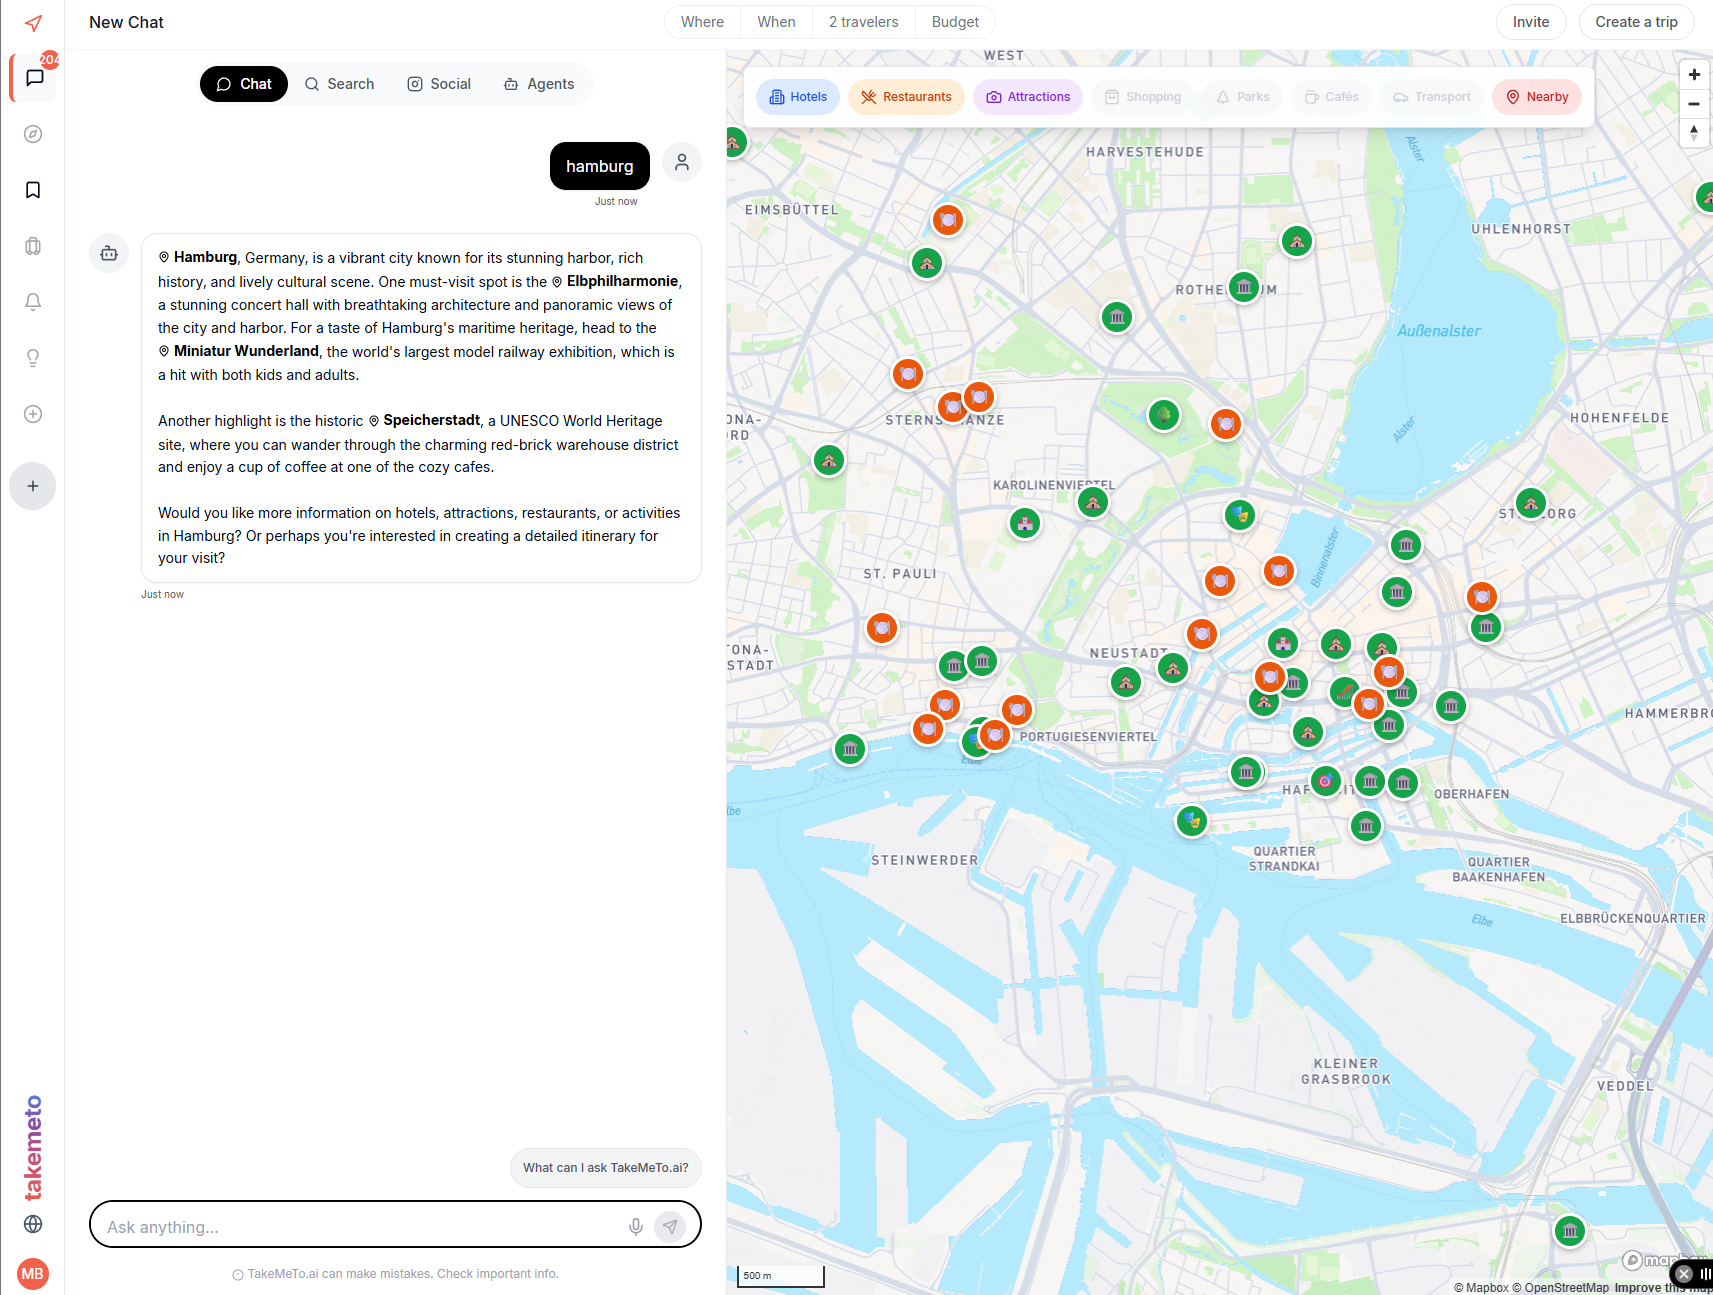 New Chat
Where
When
2 travelers
Budget
Invite
Create a trip
204
Chat
Search
Social
Agents
hamburg
Just now
Hamburg, Germany, is a vibrant city known for its stunning harbor, rich
history, and lively cultural scene. One must-visit spot is the Elbphilharmonie,
a stunning concert hall with breathtaking architecture and panoramic views of
the city and harbor. For a taste of Hamburg's maritime heritage, head to the
Miniatur Wunderland, the world's largest model railway exhibition, which is
a hit with both kids and adults.
Another highlight is the historic Speicherstadt, a UNESCO World Heritage
site, where you can wander through the charming red-brick warehouse district
and enjoy a cup of coffee at one of the cozy cafes.
Would you like more information on hotels, attractions, restaurants, or activities
in Hamburg? Or perhaps you're interested in creating a detailed itinerary for
your visit?
Just now
What can I ask TakeMeTo.ai?
Ask anything...
TakeMeTo.ai can make mistakes. Check important info.
takemeto
MB
Hotels
Restaurants
Attractions
Shopping
Parks
Cafés
Transport
Nearby
WEST
HARVESTEHUDE
Alster
EIMSBÜTTEL
UHLENHORST
Außenalster
HOHENFELDE
Alster
KAROLINENVIERTEL
Binnenalster
ST. PAULI
NEUSTADT
STADT
PORTUGIESENVIERTEL
Elbe
OBERHAFEN
STEINWERDER
QUARTIER
STRANDKAI
QUARTIER
BAAKENHAFEN
Elbe
ELBBRÜCKENQUARTIER
KLEINER
GRASBROOK
VEDDEL
500 m
mapbox
© Mapbox © OpenStreetMap Improve this map